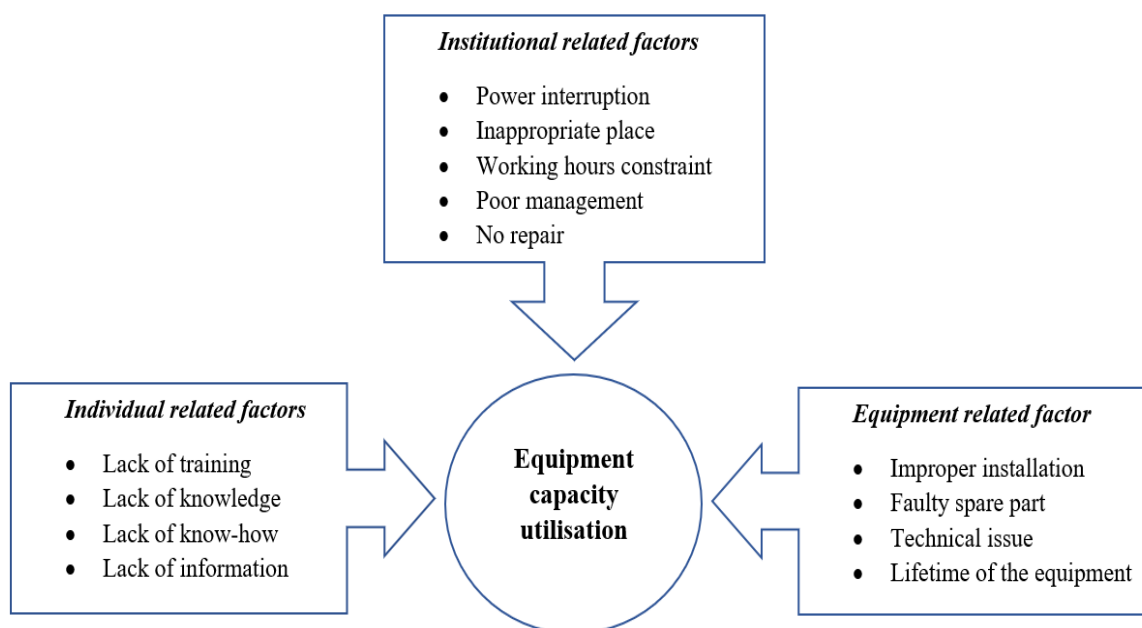 Institutional related factors
• Power interruption
• Inappropriate place
• Working hours constraint
• Poor management
• No repair
Individual related factors
• Lack of training
• Lack of knowledge
• Lack of know-how
• Lack of information
Equipment
capacity
utilisation
Equipment related factor
• Improper installation
• Faulty spare part
• Technical issue
• Lifetime of the equipment